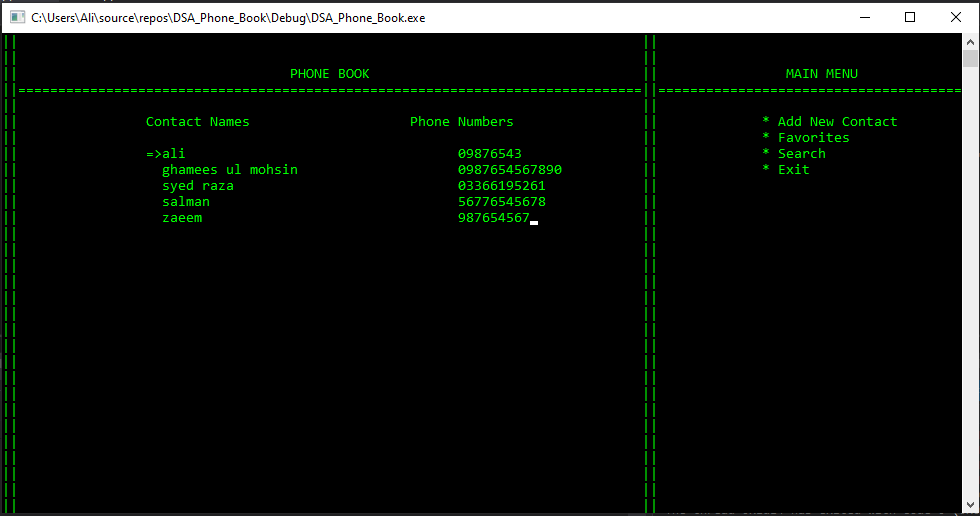 C:\Users\Ali\source\repos\DSA_Phone_Book\Debug\DSA_Phone_Book.exe
PHONE BOOK
MAIN MENU
Contact Names Phone Numbers
=>ali 09876543
ghamees ul mohsin 0987654567890
syed raza 03366195261
salman 56776545678
zaeem 987654567
* Add New Contact
* Favorites
* Search
* Exit